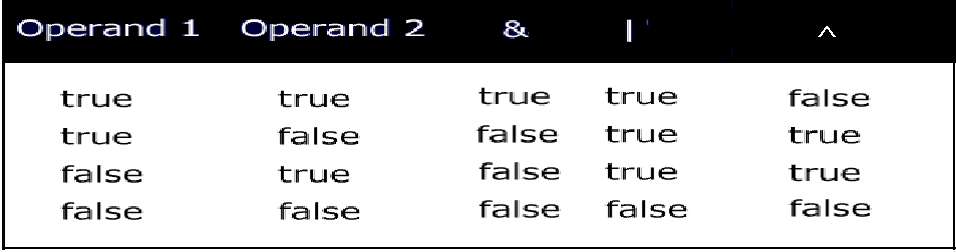 Operand 1 Operand 2 & | ^
true true true true false
true false false true true
false true false true true
false false false false false